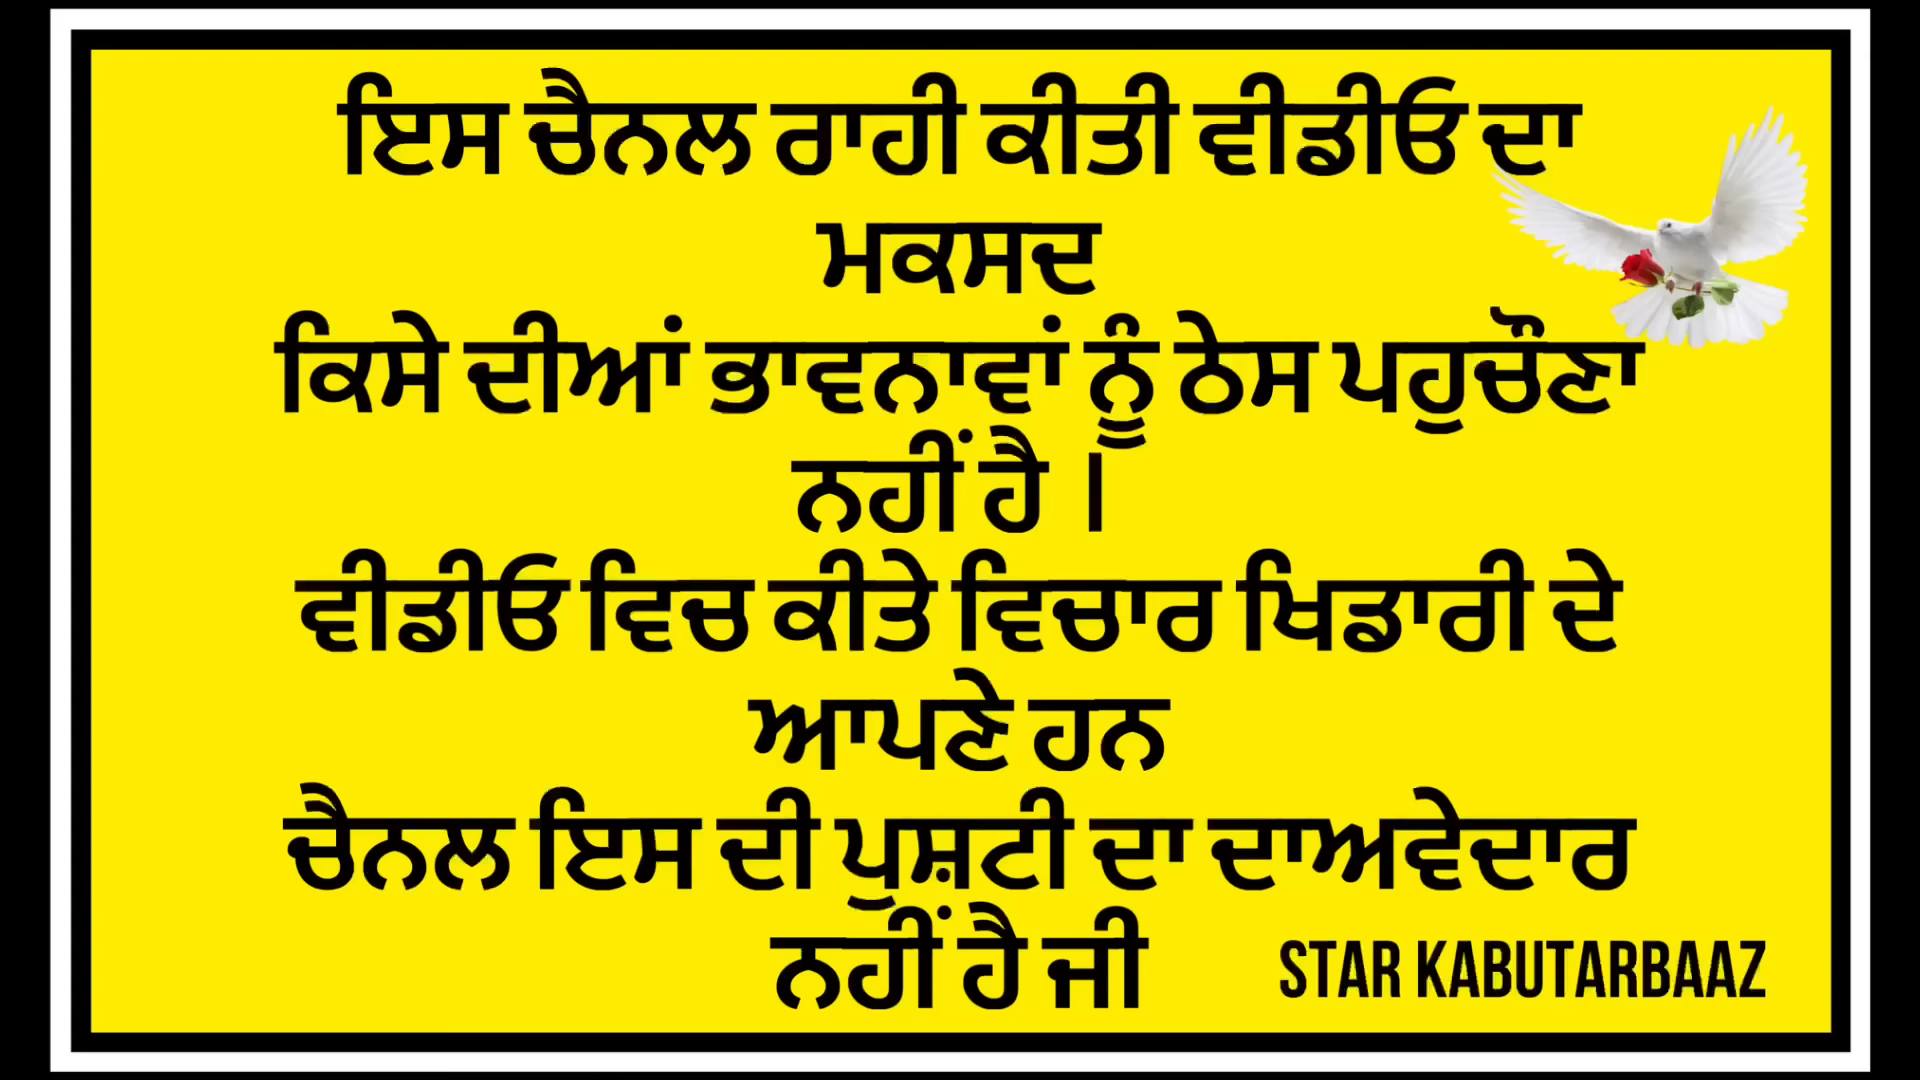 ਇਸ ਚੈਨਲ ਰਾਹੀ ਕੀਤੀ ਵੀਡੀਓ ਦਾ
ਮਕਸਦ
ਕਿਸੇ ਦੀਆਂ ਭਾਵਨਾਵਾਂ ਨੂੰ ਠੇਸ ਪਹੁਚੌਣਾ
ਨਹੀਂ ਹੈ ।
ਵੀਡੀਓ ਵਿਚ ਕੀਤੇ ਵਿਚਾਰ ਖਿਡਾਰੀ ਦੇ
ਆਪਣੇ ਹਨ
ਚੈਨਲ ਇਸ ਦੀ ਪੁਸ਼ਟੀ ਦਾ ਦਾਅਵੇਦਾਰ
ਨਹੀਂ ਹੈ ਜੀ
STAR KABUTARBAAZ